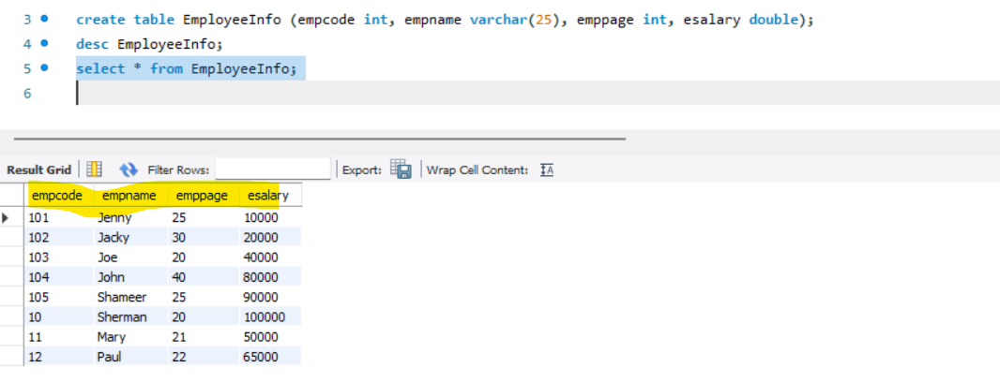 3 create table EmployeeInfo (empcode int, empname varchar(25), emppage int, esalary double);
4 desc EmployeeInfo;
5 select * from EmployeeInfo;
6
Result Grid Filter Rows: Export: Wrap Cell Content: IA
empcode empname emppage esalary
101 Jenny 25 10000
102 Jacky 30 20000
103 Joe 20 40000
104 John 40 80000
105 Shameer 25 90000
10 Sherman 20 100000
11 Mary 21 50000
12 Paul 22 65000